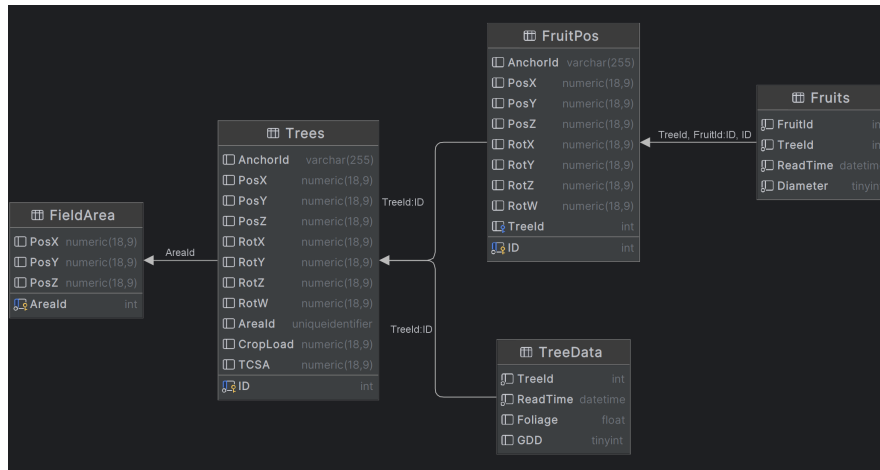 FruitPos
AnchorId varchar(255)
PosX numeric(18,9)
PosY numeric(18,9)
PosZ numeric(18,9)
RotX numeric(18,9)
RotY numeric(18,9)
RotZ numeric(18,9)
RotW numeric(18,9)
TreeId int
ID int
Fruits
FruitId in
TreeId in
ReadTime datetim
Diameter tinyin
TreeId, FruitId:ID, ID
Trees
AnchorId varchar(255)
PosX numeric(18,9)
PosY numeric(18,9)
PosZ numeric(18,9)
RotX numeric(18,9)
RotY numeric(18,9)
RotZ numeric(18,9)
RotW numeric(18,9)
AreaId uniqueidentifier
CropLoad numeric(18,9)
TCSA numeric(18,9)
ID int
TreeId:ID
TreeId:ID
FieldArea
PosX numeric(18,9)
PosY numeric(18,9)
PosZ numeric(18,9)
AreaId int
AreaId
TreeData
TreeId int
ReadTime datetime
Foliage float
GDD tinyint